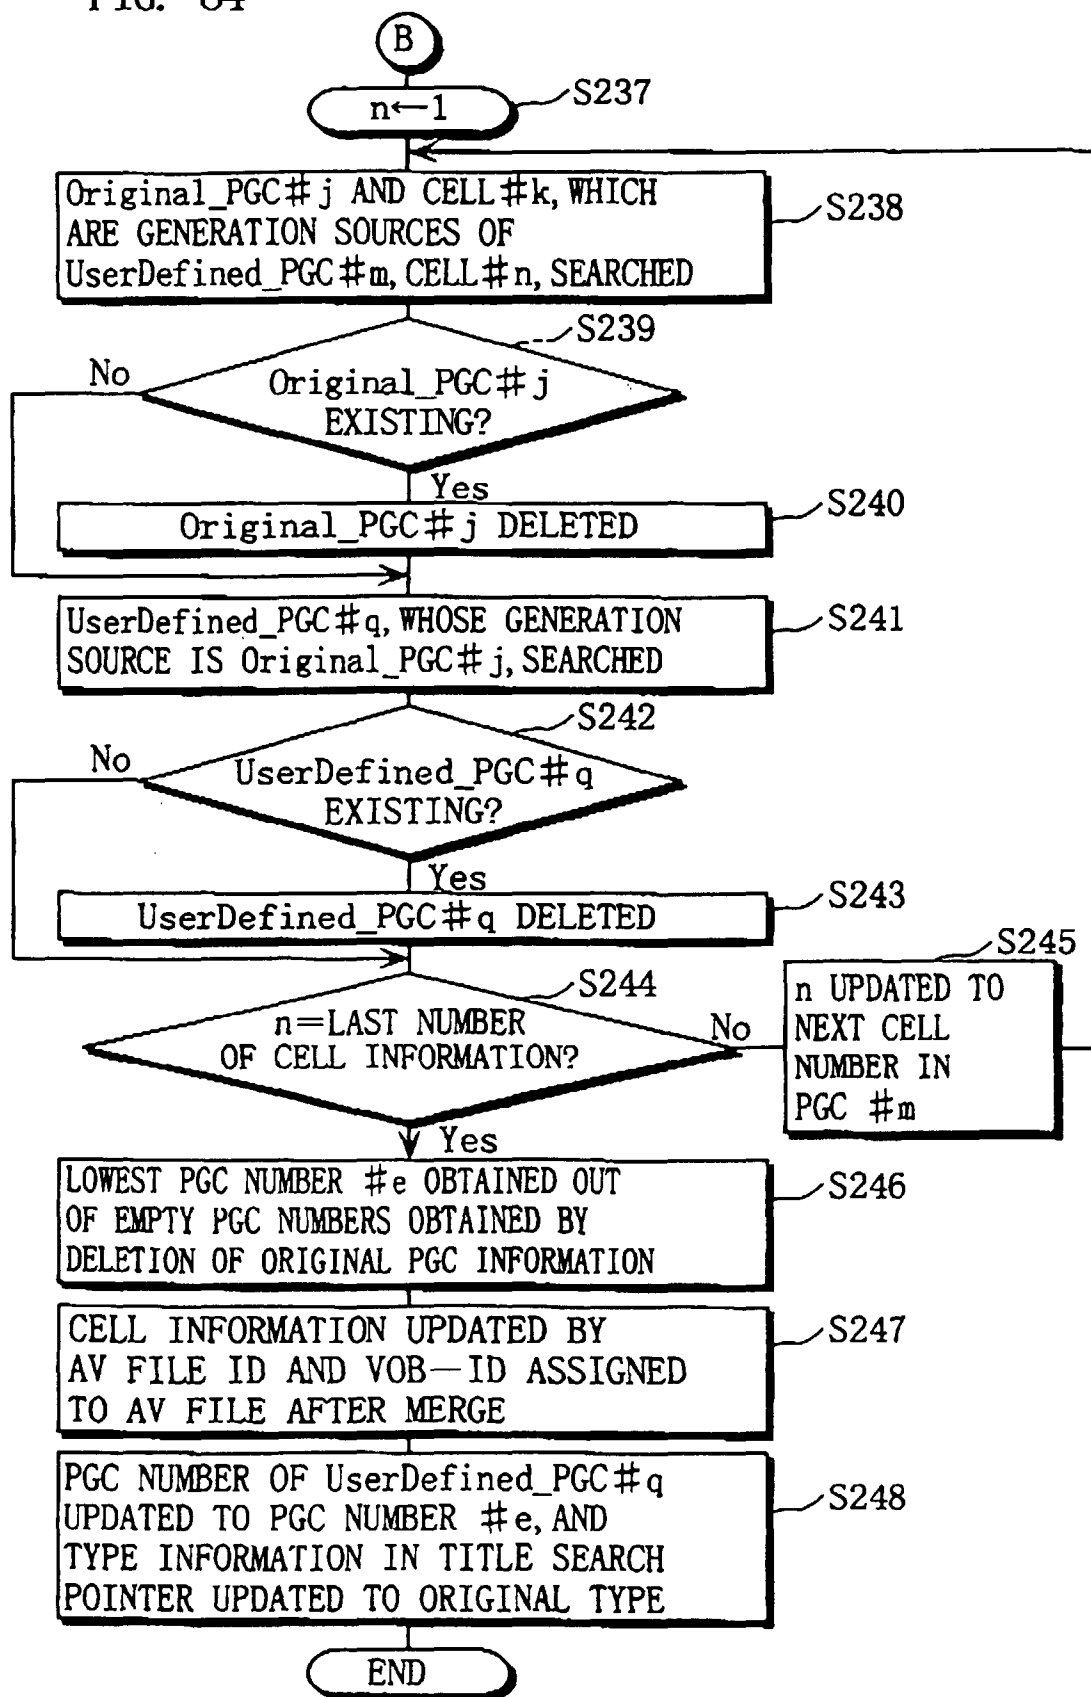 FIG. 84
B
n←1
S237
Original_PGC#j AND CELL#k, WHICH
ARE GENERATION SOURCES OF
UserDefined_PGC#m, CELL#n, SEARCHED
S238
S239
No
Original_PGC#j
EXISTING?
Yes
Original_PGC#j DELETED
S240
UserDefined_PGC#q, WHOSE GENERATION
SOURCE IS Original_PGC#j, SEARCHED
S241
S242
No
UserDefined_PGC#q
EXISTING?
Yes
UserDefined_PGC#q DELETED
S243
S244
n=LAST NUMBER
OF CELL INFORMATION?
No
S245
n UPDATED TO
NEXT CELL
NUMBER IN
PGC #m
Yes
LOWEST PGC NUMBER #e OBTAINED OUT
OF EMPTY PGC NUMBERS OBTAINED BY
DELETION OF ORIGINAL PGC INFORMATION
S246
CELL INFORMATION UPDATED BY
AV FILE ID AND VOB—ID ASSIGNED
TO AV FILE AFTER MERGE
S247
PGC NUMBER OF UserDefined_PGC#q
UPDATED TO PGC NUMBER #e, AND
TYPE INFORMATION IN TITLE SEARCH
POINTER UPDATED TO ORIGINAL TYPE
S248
END